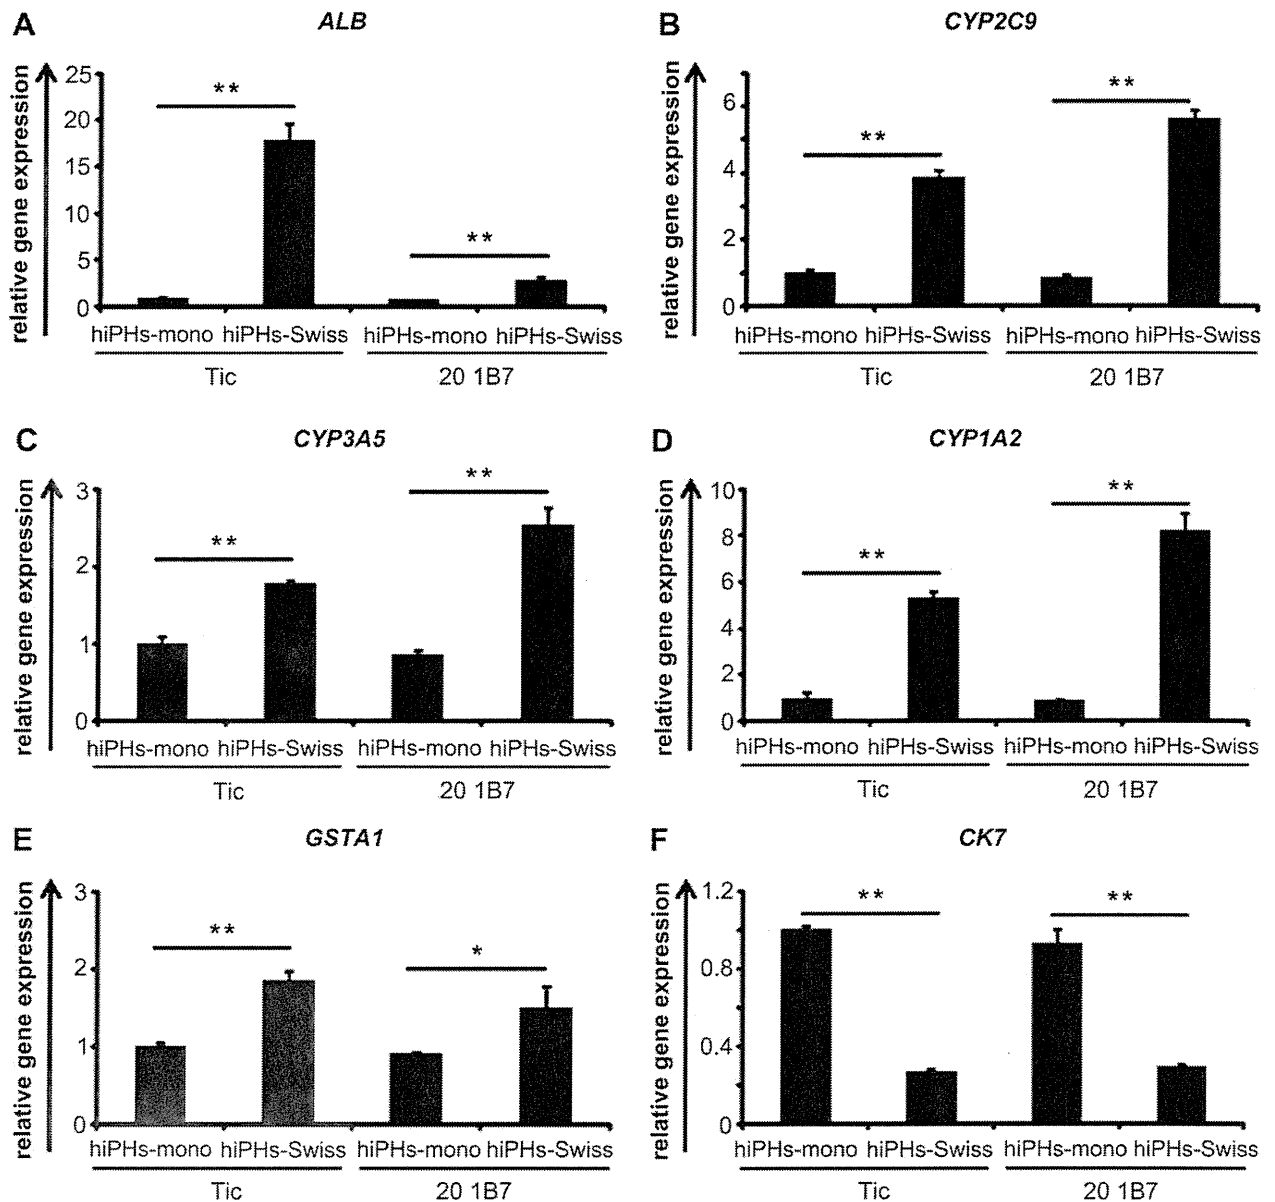 A
ALB
relative gene expression
25
20
15
10
5
0
**
**
hiPHs-mono hiPHs-Swiss hiPHs-mono hiPHs-Swiss
Tic
20 1B7
B
CYP2C9
relative gene expression
6
4
2
0
**
**
hiPHs-mono hiPHs-Swiss hiPHs-mono hiPHs-Swiss
Tic
20 1B7
C
CYP3A5
relative gene expression
3
2
1
0
**
**
hiPHs-mono hiPHs-Swiss hiPHs-mono hiPHs-Swiss
Tic
20 1B7
D
CYP1A2
relative gene expression
10
8
6
4
2
0
**
**
hiPHs-mono hiPHs-Swiss hiPHs-mono hiPHs-Swiss
Tic
20 1B7
E
GSTA1
relative gene expression
3
2
1
0
**
*
hiPHs-mono hiPHs-Swiss hiPHs-mono hiPHs-Swiss
Tic
20 1B7
F
CK7
relative gene expression
1.2
0.8
0.4
0
**
**
hiPHs-mono hiPHs-Swiss hiPHs-mono hiPHs-Swiss
Tic
20 1B7